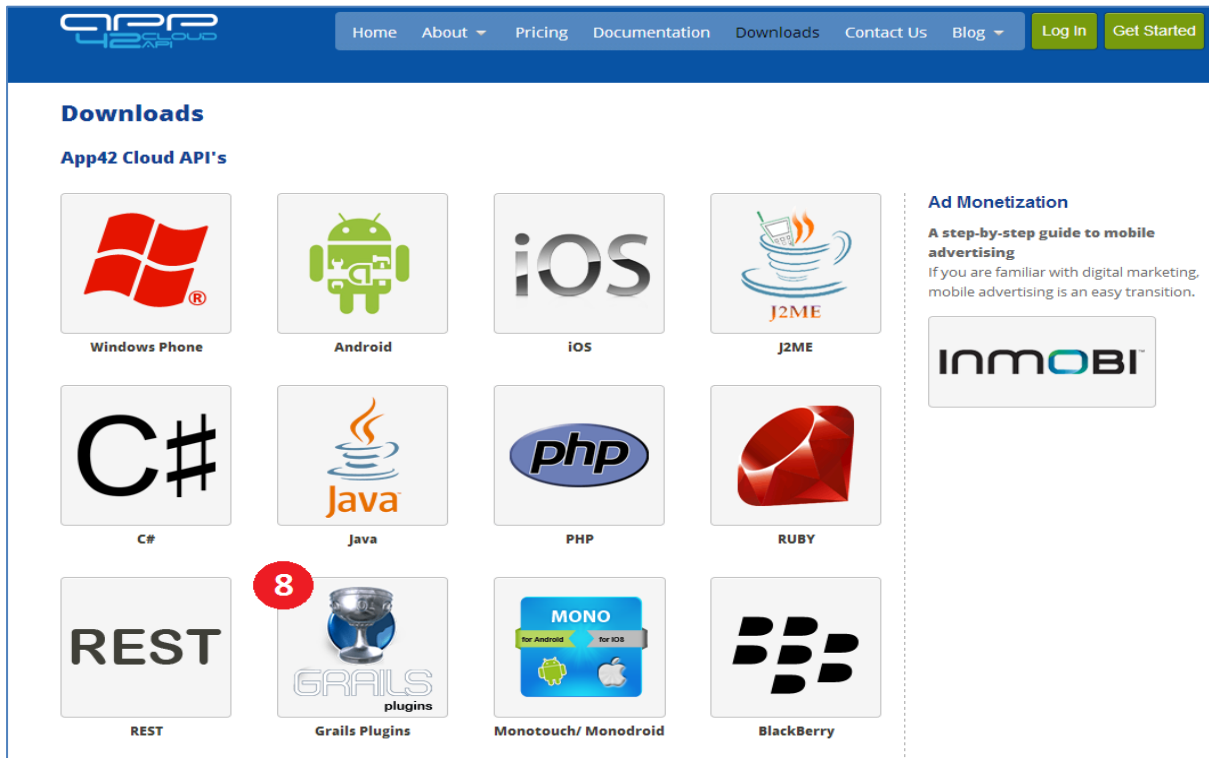 app
42 CLOUD
API
Home About Pricing Documentation Downloads Contact Us Blog Log In Get Started
Downloads
App42 Cloud API's
Ad Monetization
A step-by-step guide to mobile
advertising
If you are familiar with digital marketing,
mobile advertising is an easy transition.
INMOBI™
®
iOS
J2ME
Windows Phone Android iOS J2ME
C#
Java
php
C# Java PHP RUBY
8
REST
GRAILS
plugins
MONO
for Android for IOS
REST Grails Plugins Monotouch/ Monodroid BlackBerry